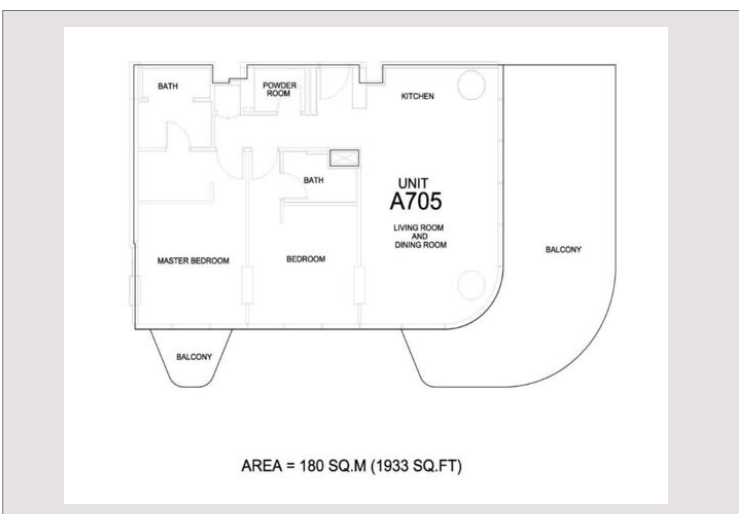 BATH
POWDER
ROOM
KITCHEN
BATH
UNIT
A705
LIVING ROOM
AND
DINING ROOM
MASTER BEDROOM
BEDROOM
BALCONY
BALCONY
AREA = 180 SQ.M (1933 SQ.FT)